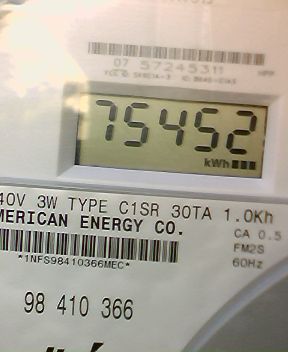 07 57245311
HPP
75452
kWh
40V 3W TYPE C1SR 30TA 1.0Kh
MERICAN ENERGY CO.
CA 0.5
FM2S
60Hz
*1NFS98410366MEC*
98 410 366